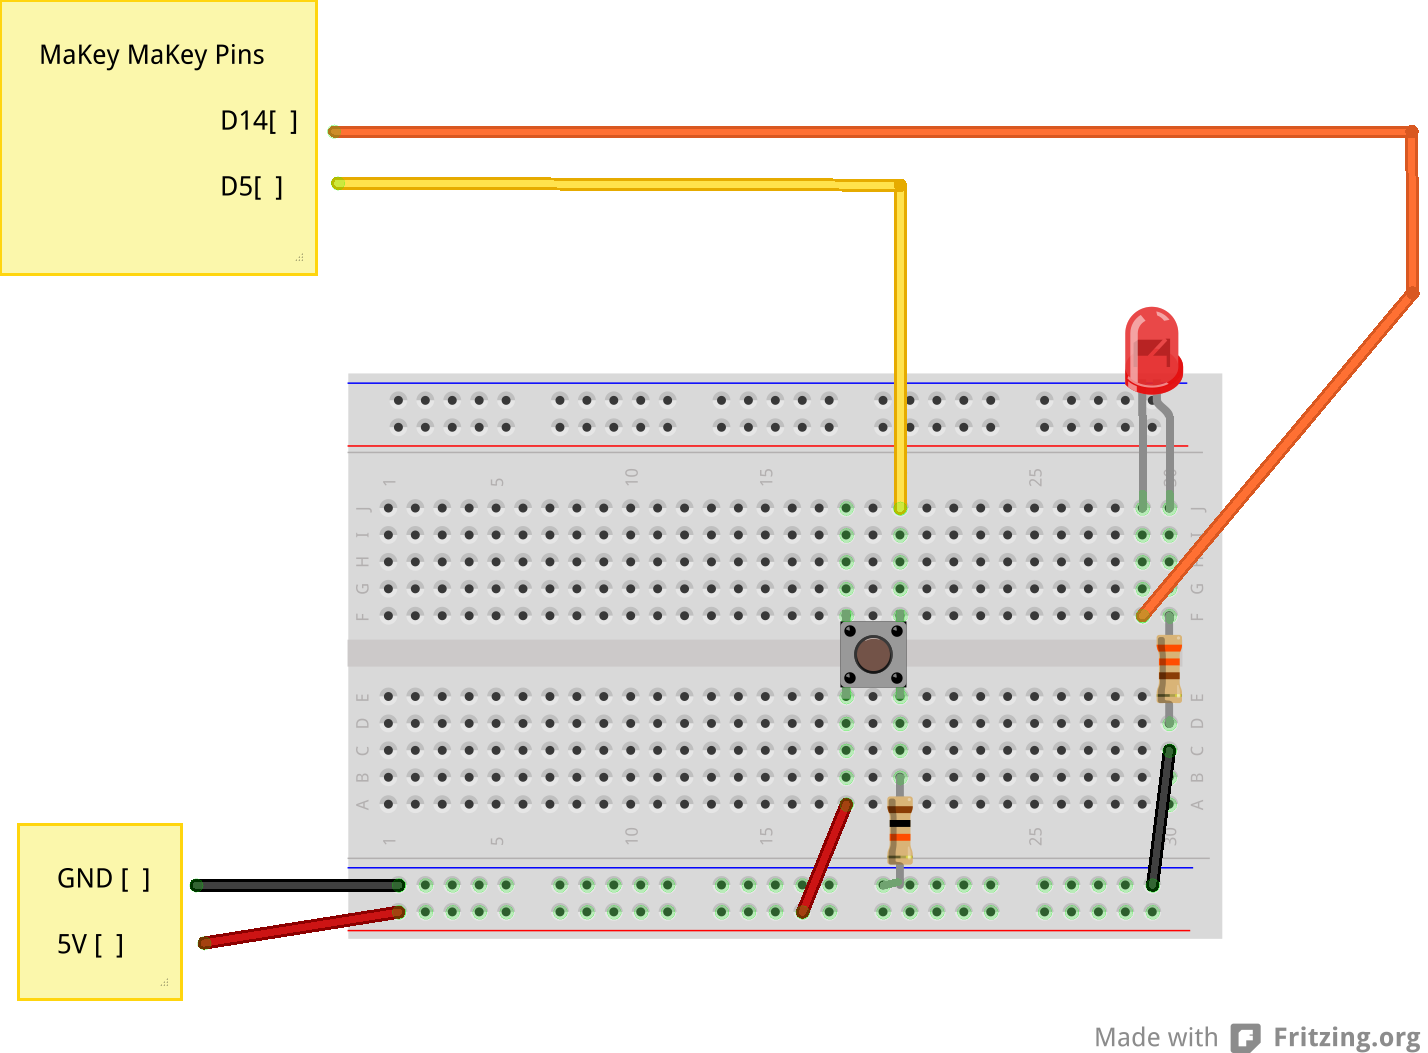 MaKey MaKey Pins
D14[ ]
D5[ ]
1 5 10 15 25 30
J J
I I
H H
G G
F F
E E
D D
C C
B B
A A
1 5 10 15 25 30
GND [ ]
5V [ ]
Made with Fritzing.org